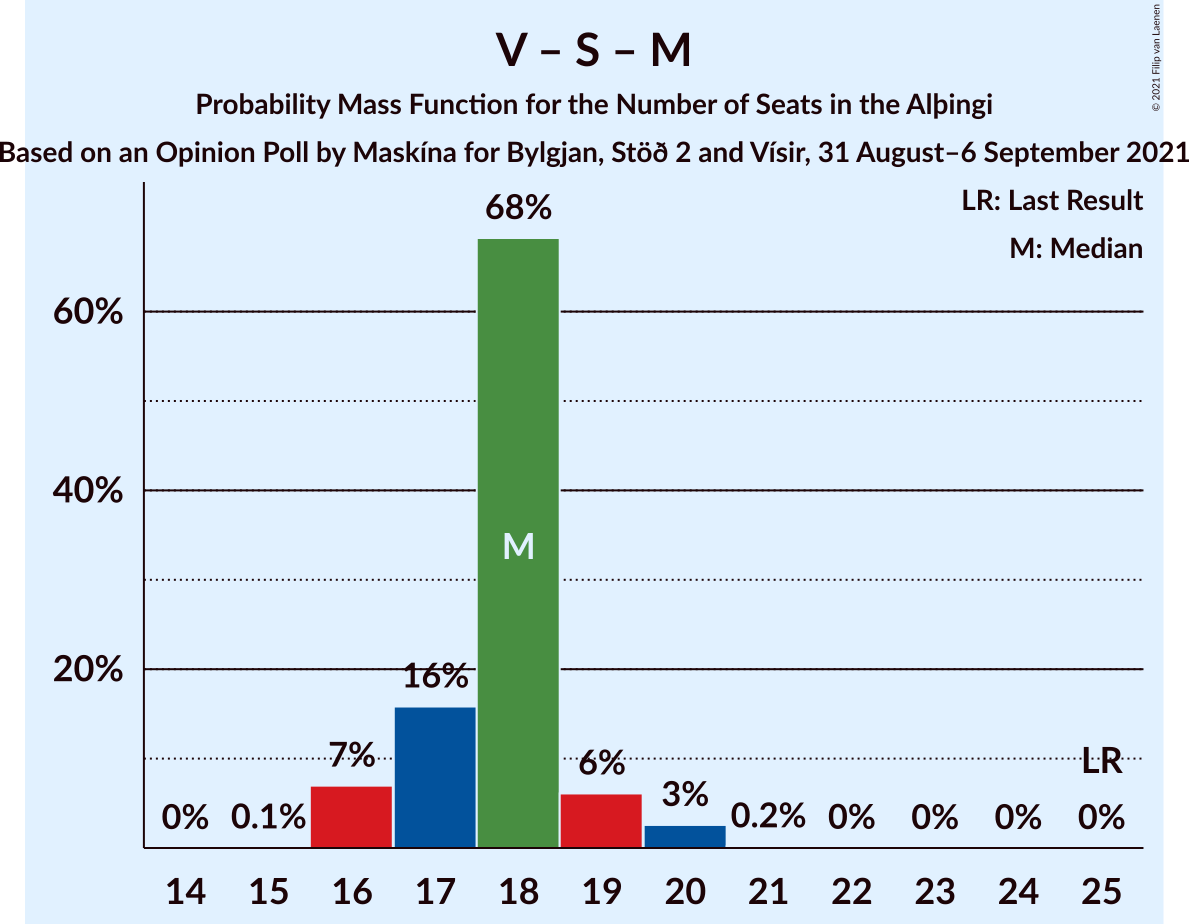 V – S – M
Probability Mass Function for the Number of Seats in the Alþingi
Based on an Opinion Poll by Maskína for Bylgjan, Stöð 2 and Vísir, 31 August–6 September 2021
© 2021 Filip van Laenen
LR: Last Result
M: Median
68%
60%
40%
M
20%
16%
7%
6%
LR
3%
0%
0.1%
0.2%
0%
0%
0%
0%
14 15 16 17 18 19 20 21 22 23 24 25